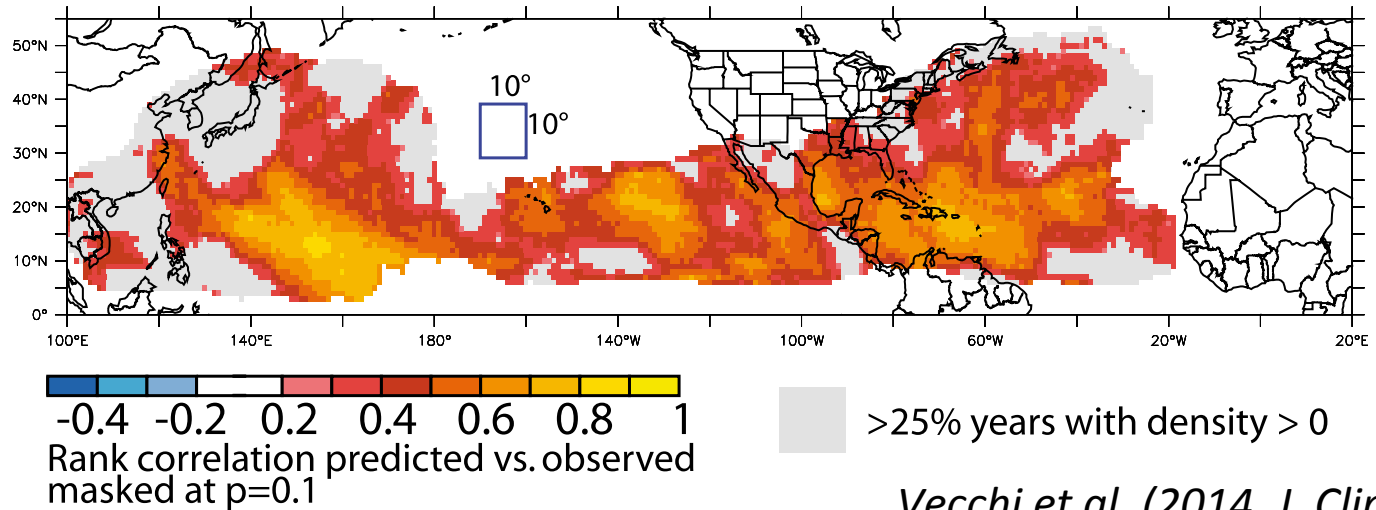 50°N
40°N
30°N
20°N
10°N
0°
10°
10°
100°E 140°E 180° 140°W 100°W 60°W 20°W 20°E
-0.4 -0.2 0.2 0.4 0.6 0.8 1
Rank correlation predicted vs. observed
masked at p=0.1
>25% years with density > 0
Vecchi et al. (2014, J. Clim